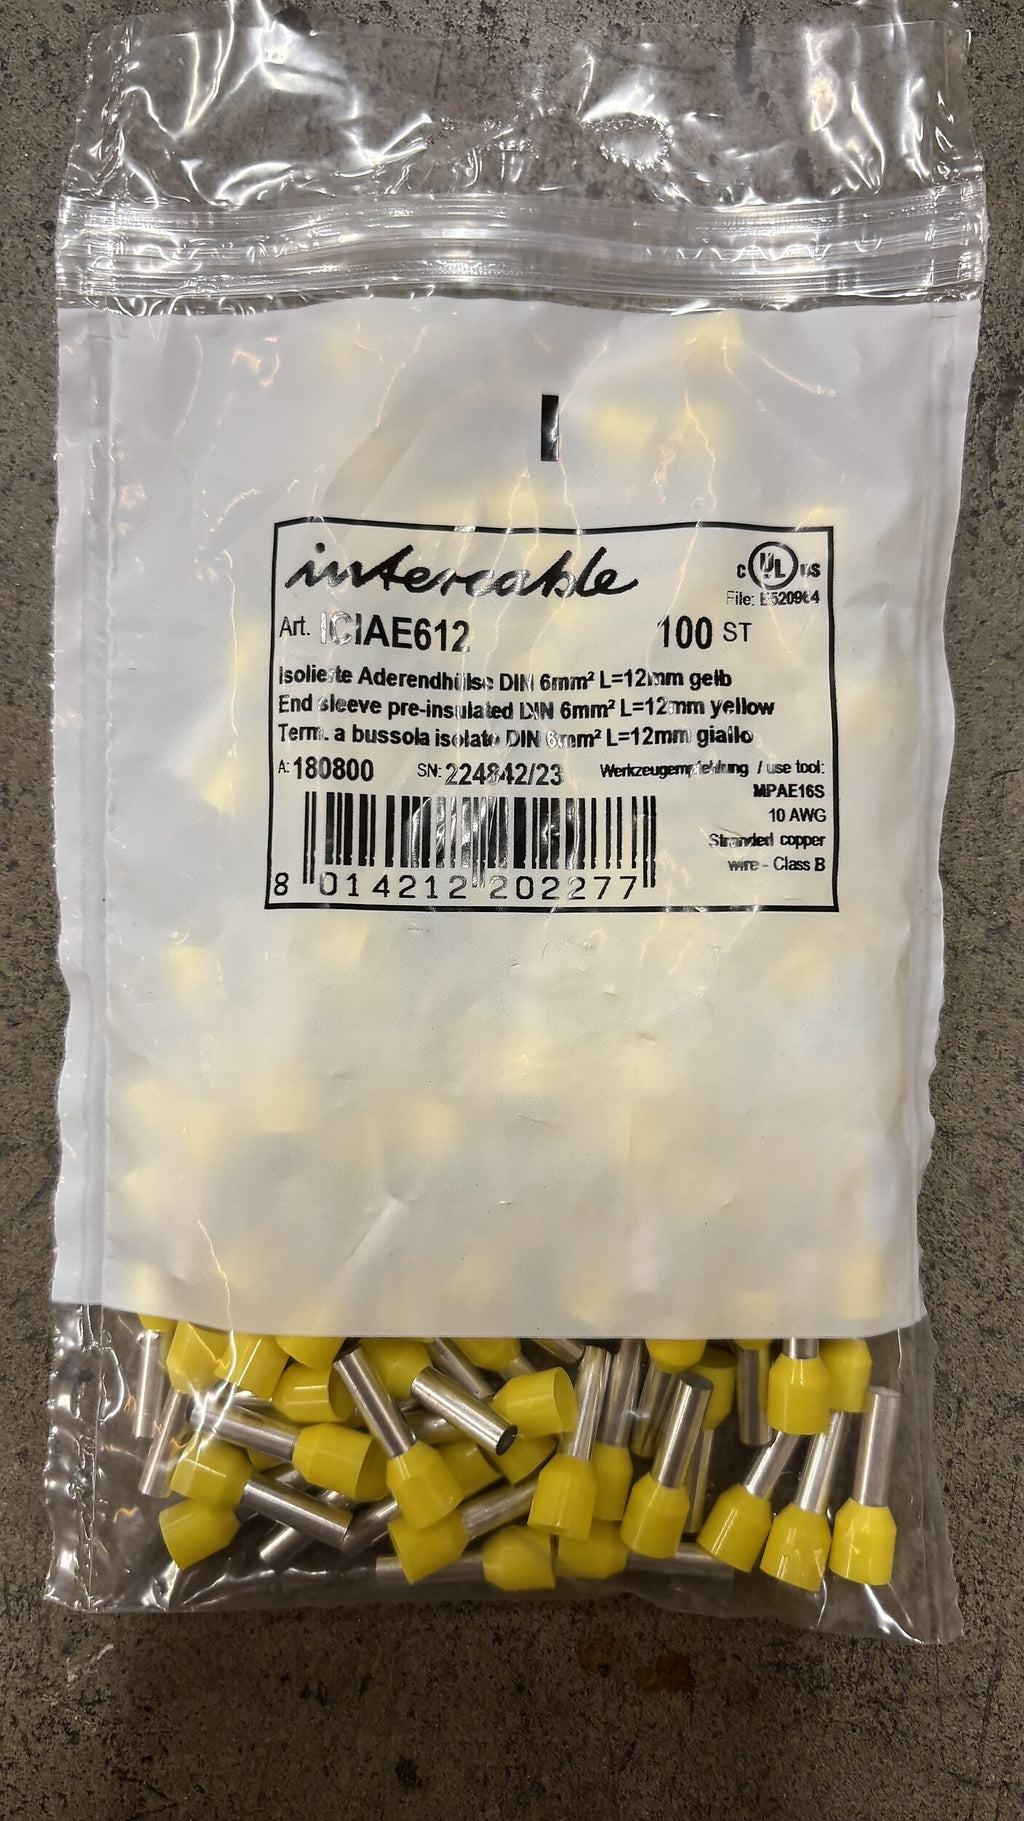 intercable
c UL us
File: E520964
Art. ICIAE612 100 ST
Isolierte Aderendhülse DIN 6mm² L=12mm gelb
End sleeve pre-insulated DIN 6mm² L=12mm yellow
Term. a bussola isolato DIN 6mm² L=12mm giallo
A: 180800 SN: 224842/23 Werkzeugempfehlung / use tool:
MPAE16S
10 AWG
Stranded copper
wire - Class B
8 014212 202277